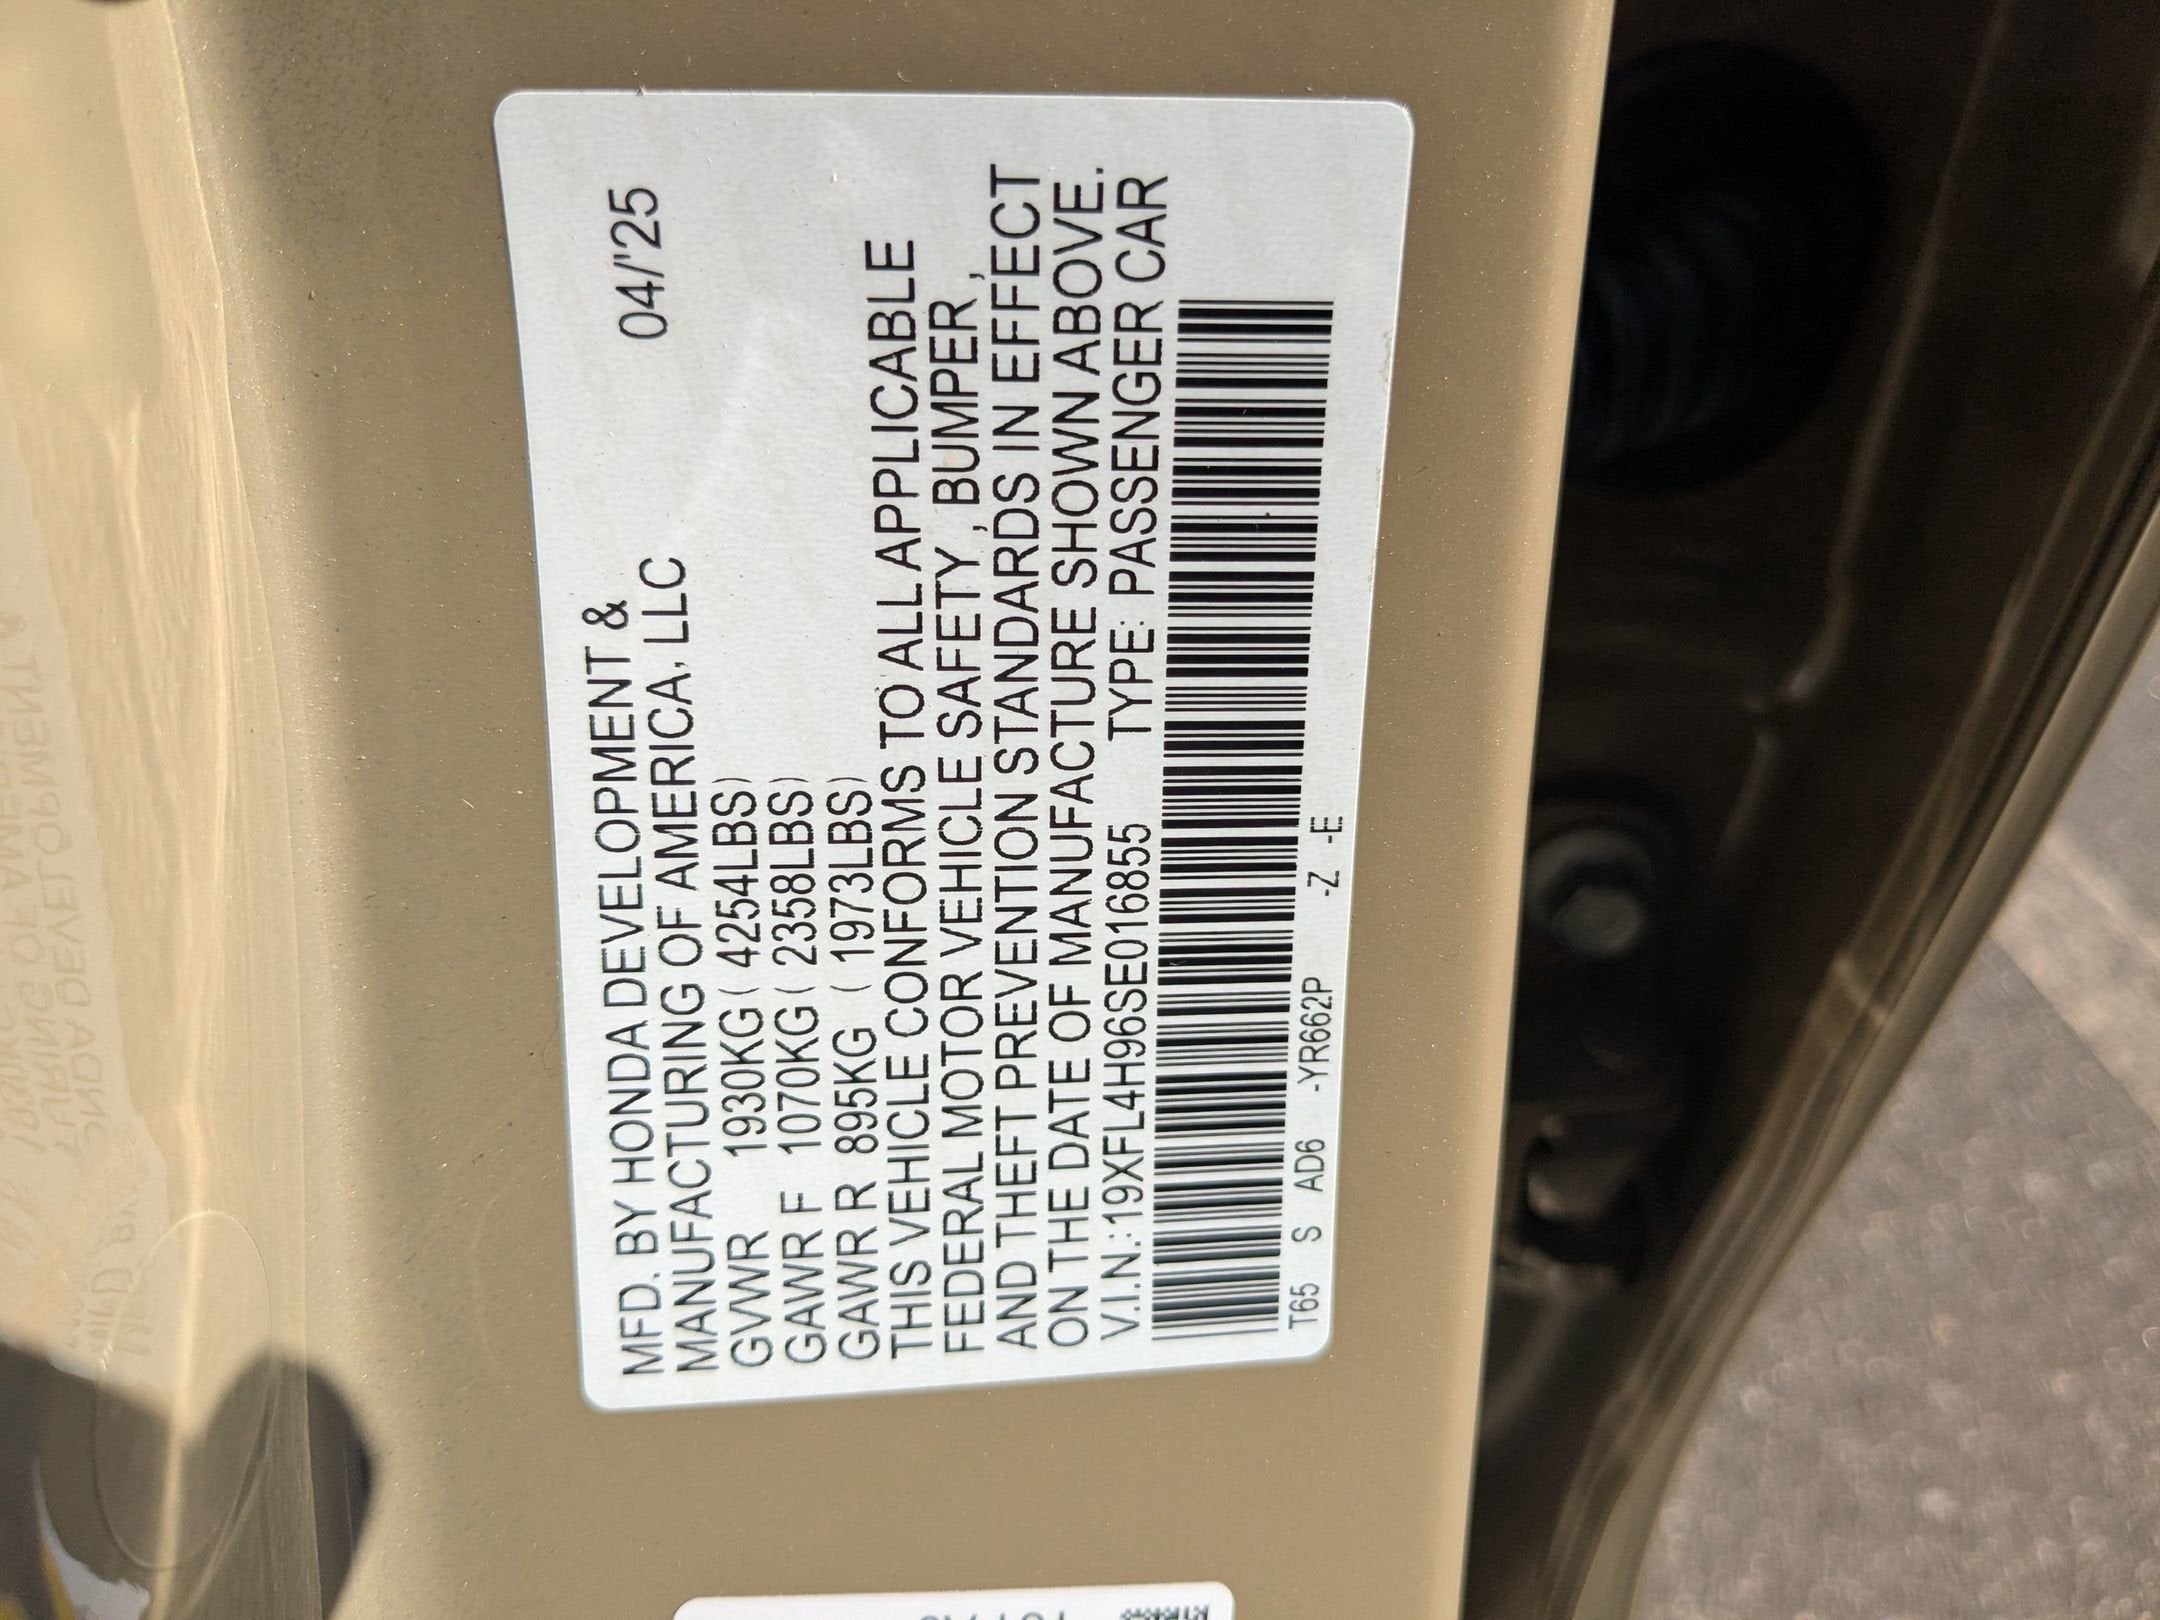 MFD. BY HONDA DEVELOPMENT & 04/'25
MANUFACTURING OF AMERICA, LLC
GVWR 1930KG ( 4254LBS)
GAWR F 1070KG ( 2358LBS)
GAWR R 895KG ( 1973LBS)
THIS VEHICLE CONFORMS TO ALL APPLICABLE
FEDERAL MOTOR VEHICLE SAFETY , BUMPER ,
AND THEFT PREVENTION STANDARDS IN EFFECT
ON THE DATE OF MANUFACTURE SHOWN ABOVE.
V.I.N.:19XFL4H96SE016855 TYPE: PASSENGER CAR
T65 S AD6 -YR662P -Z -E